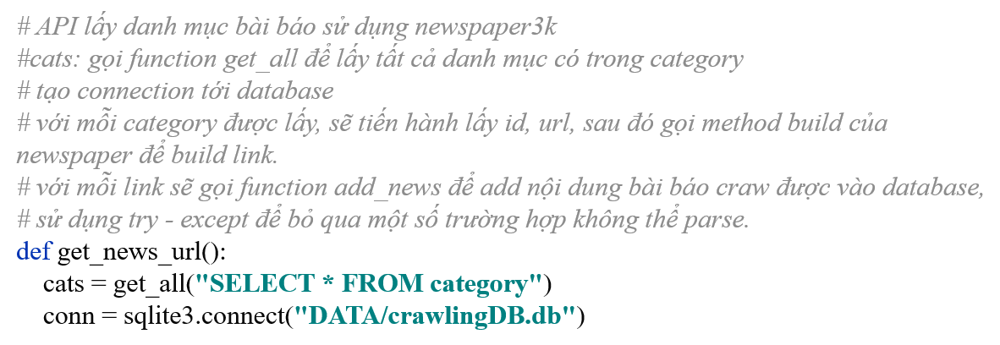 # API lấy danh mục bài báo sử dụng newspaper3k
#cats: gọi function get_all để lấy tất cả danh mục có trong category
# tạo connection tới database
# với mỗi category được lấy, sẽ tiến hành lấy id, url, sau đó gọi method build của
newspaper để build link.
# với mỗi link sẽ gọi function add_news để add nội dung bài báo craw được vào database,
# sử dụng try - except để bỏ qua một số trường hợp không thể parse.
def get_news_url():
    cats = get_all("SELECT * FROM category")
    conn = sqlite3.connect("DATA/crawlingDB.db")